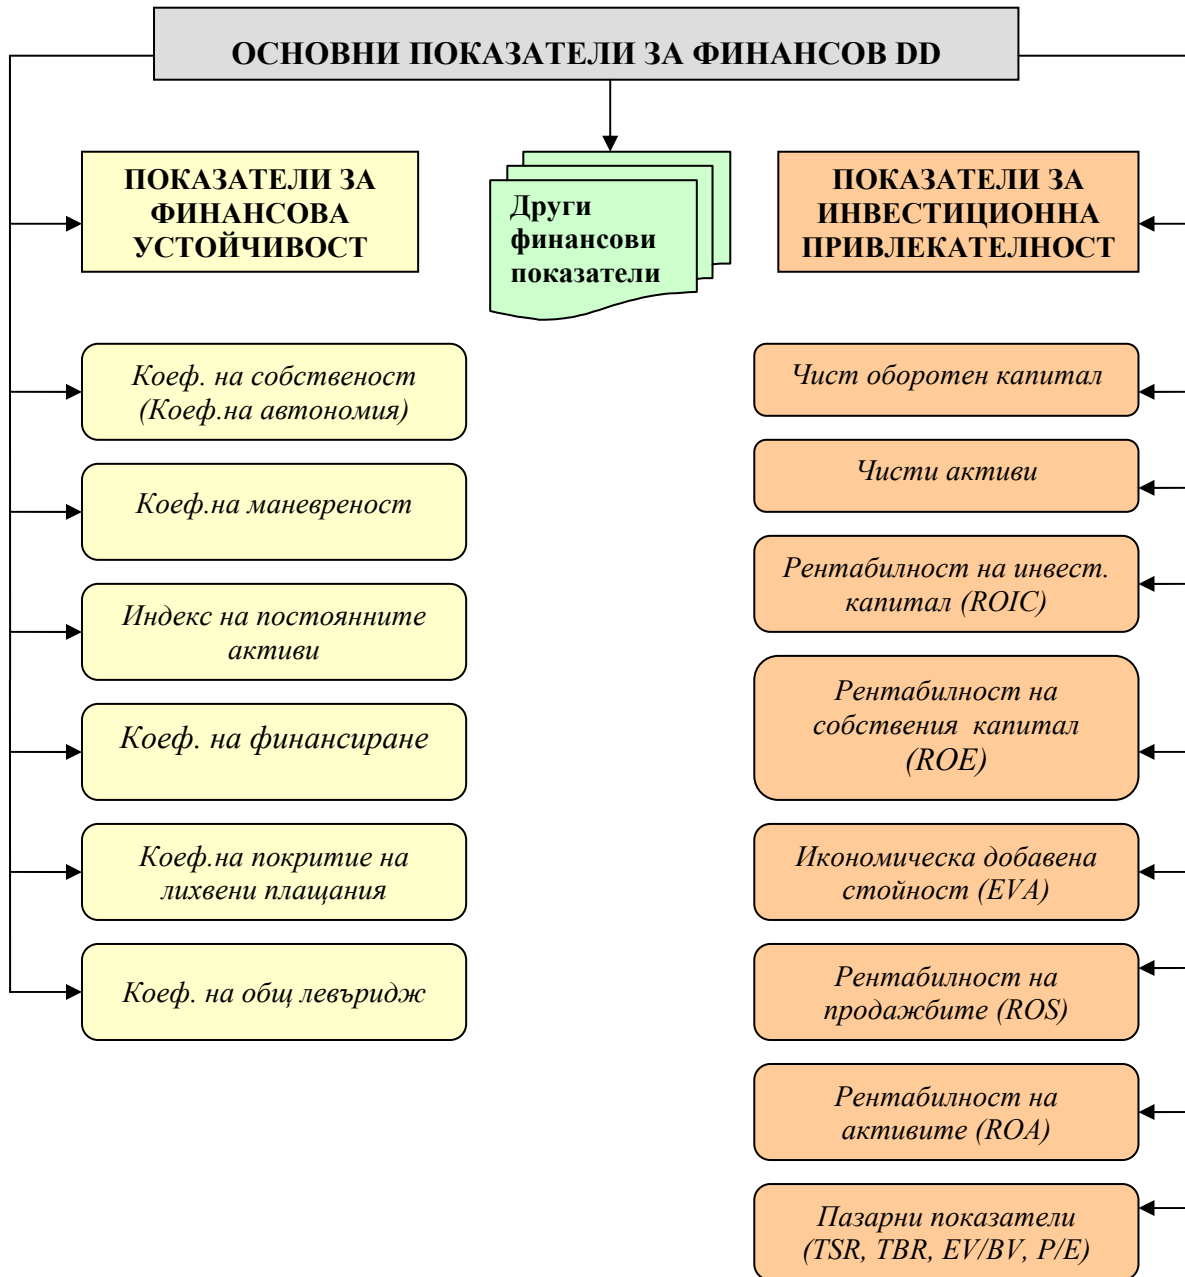 ОСНОВНИ ПОКАЗАТЕЛИ ЗА ФИНАНСОВ DD
ПОКАЗАТЕЛИ ЗА
ФИНАНСОВА
УСТОЙЧИВОСТ
Други
финансови
показатели
ПОКАЗАТЕЛИ ЗА
ИНВЕСТИЦИОННА
ПРИВЛЕКАТЕЛНОСТ
Коеф. на собственост
(Коеф.на автономия)
Коеф.на маневреност
Индекс на постоянните
активи
Коеф. на финансиране
Коеф.на покритие на
лихвени плащания
Коеф. на общ левъридж
Чист оборотен капитал
Чисти активи
Рентабилност на инвест.
капитал (ROIC)
Рентабилност на
собствения капитал
(ROE)
Икономическа добавена
стойност (EVA)
Рентабилност на
продажбите (ROS)
Рентабилност на
активите (ROA)
Пазарни показатели
(TSR, TBR, EV/BV, P/E)